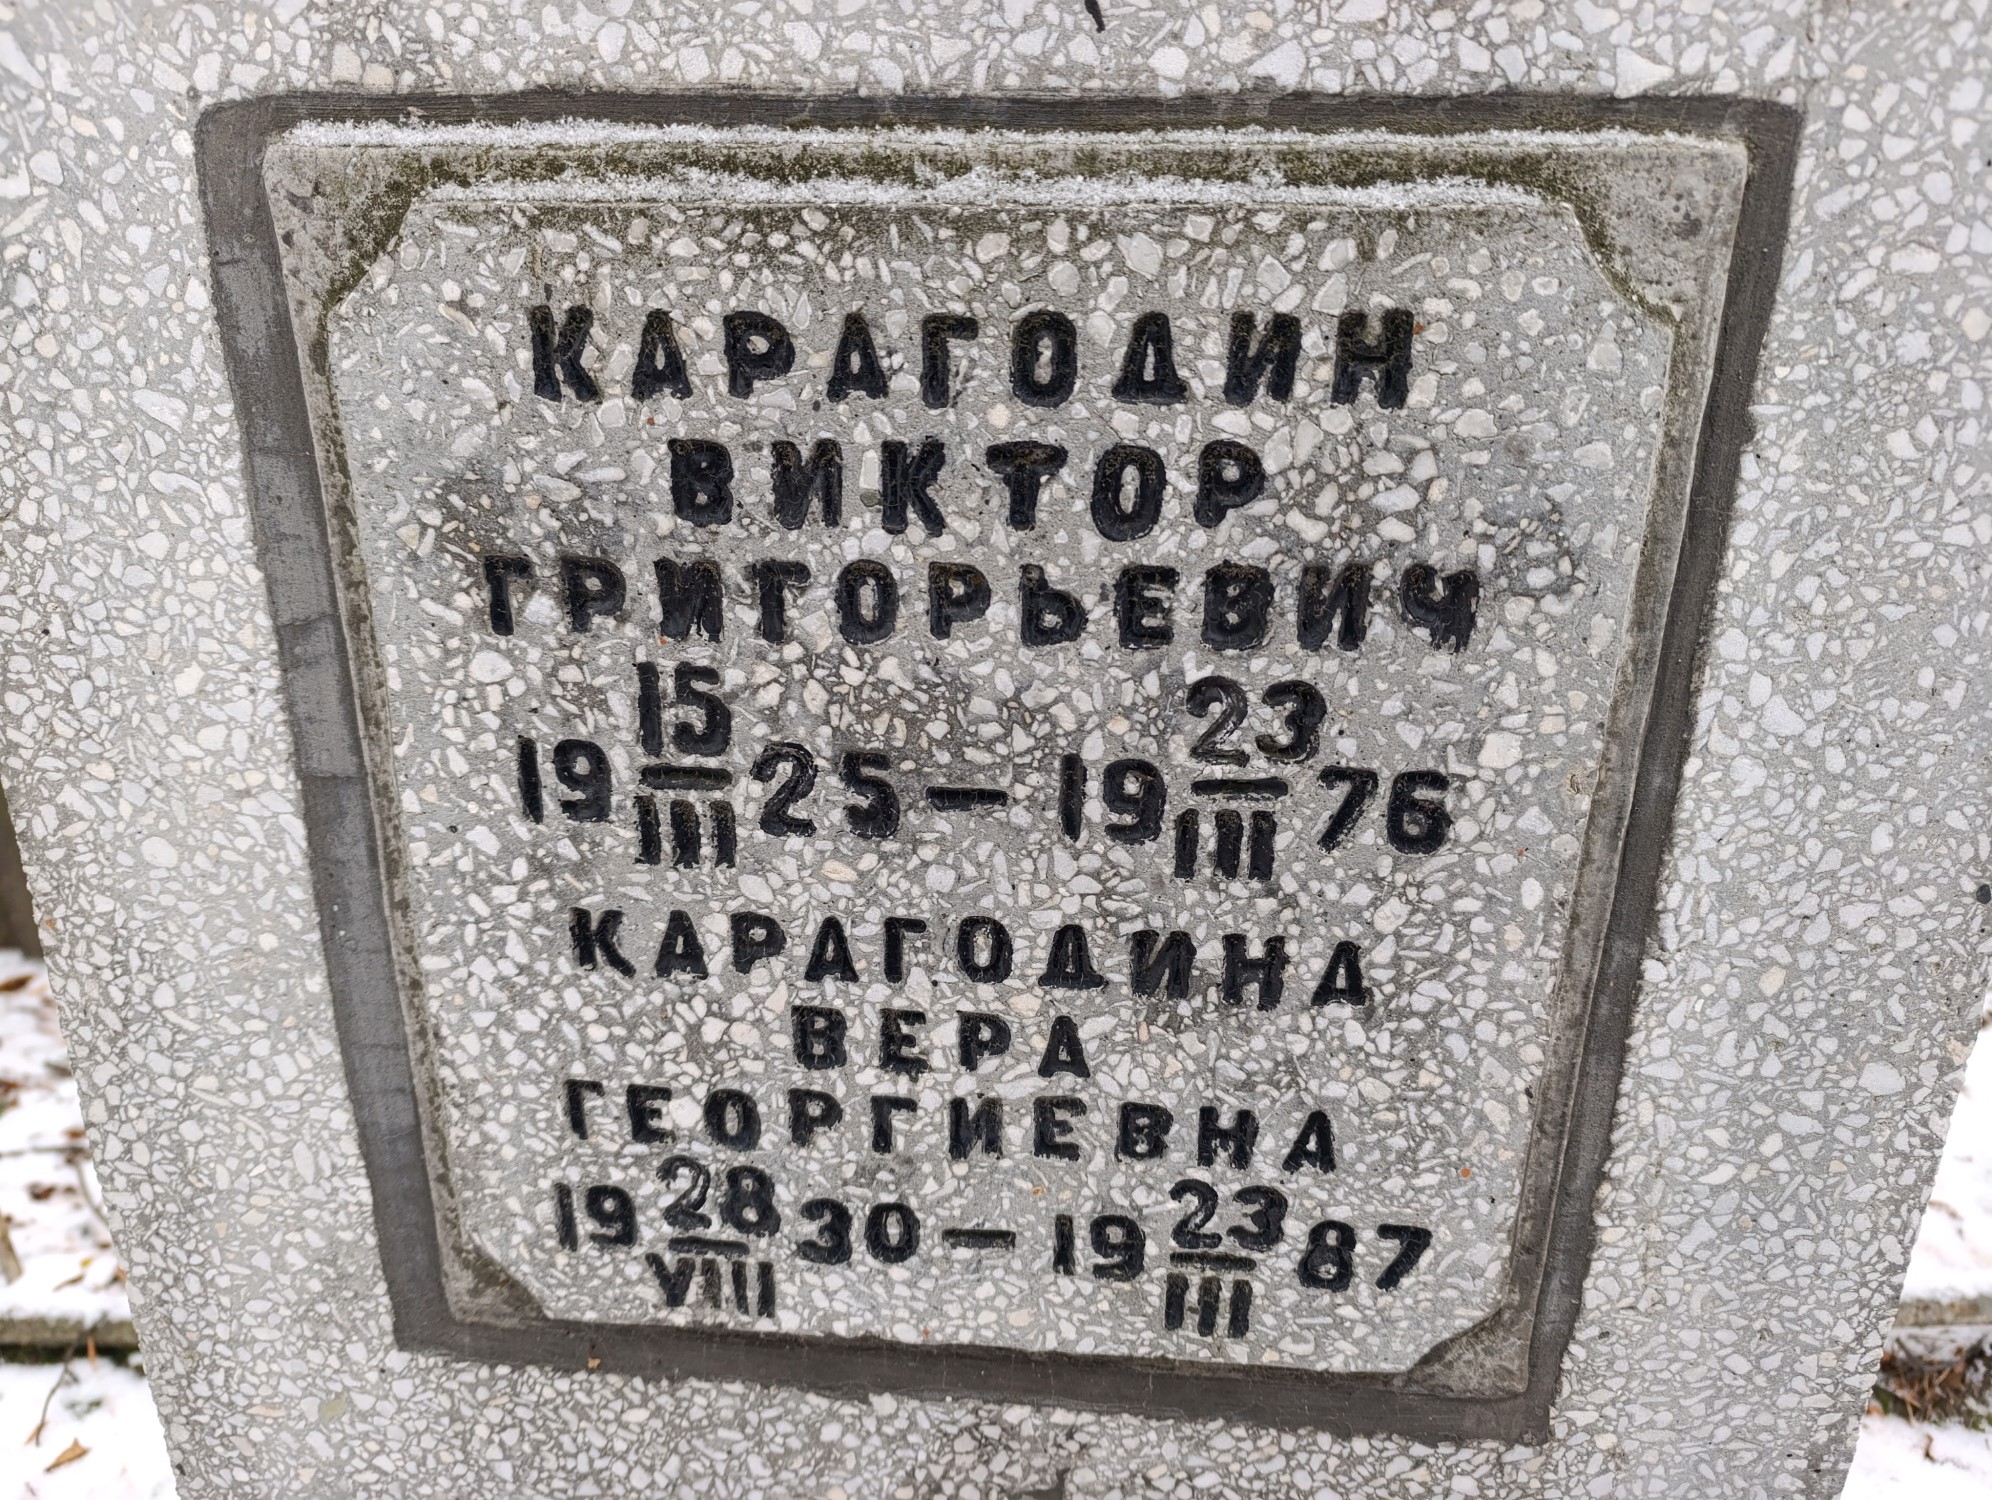 КАРАГОДИН
ВИКТОР
ГРИГОРЬЕВИЧ
19 15/III 25 — 19 23/III 76
КАРАГОДИНА
ВЕРА
ГЕОРГИЕВНА
19 28/VIII 30 — 19 23/III 87